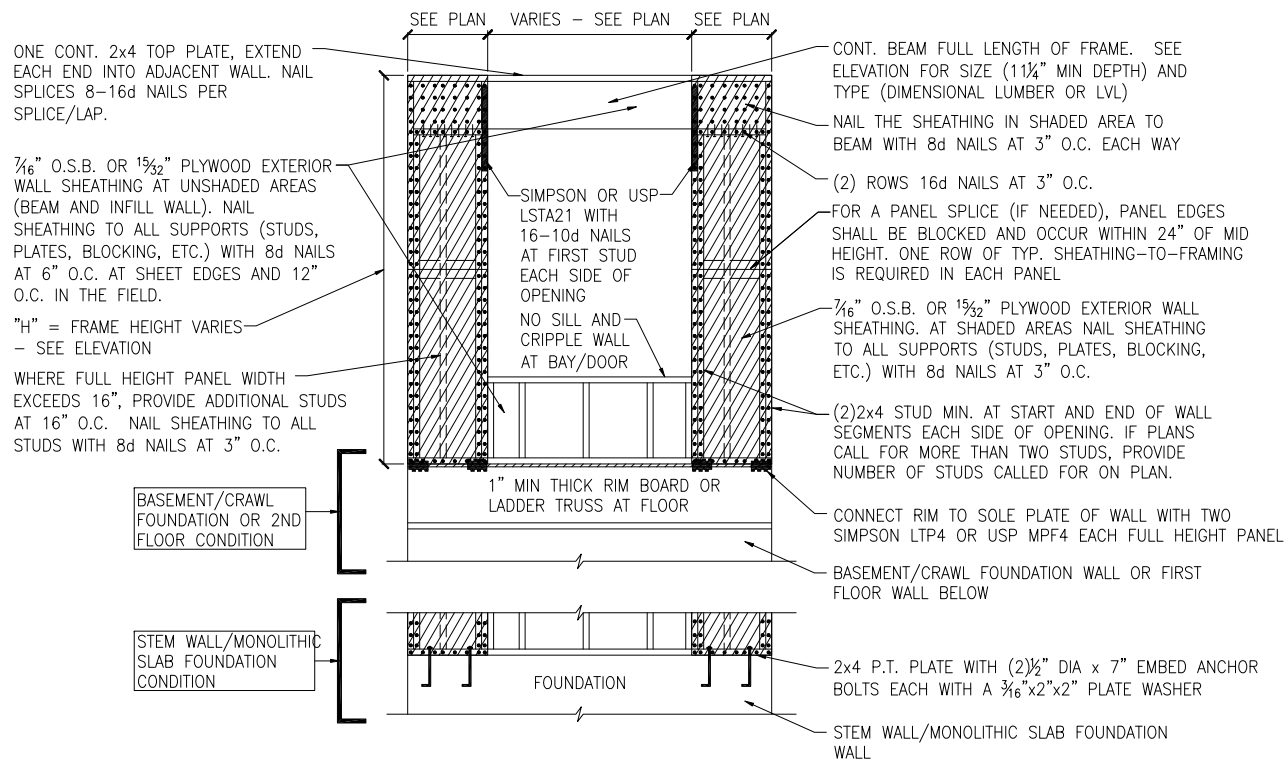 SEE PLAN
VARIES – SEE PLAN
SEE PLAN
ONE CONT. 2x4 TOP PLATE, EXTEND
EACH END INTO ADJACENT WALL. NAIL
SPLICES 8–16d NAILS PER
SPLICE/LAP.
7/16" O.S.B. OR 15/32" PLYWOOD EXTERIOR
WALL SHEATHING AT UNSHADED AREAS
(BEAM AND INFILL WALL). NAIL
SHEATHING TO ALL SUPPORTS (STUDS,
PLATES, BLOCKING, ETC.) WITH 8d NAILS
AT 6" O.C. AT SHEET EDGES AND 12"
O.C. IN THE FIELD.
"H" = FRAME HEIGHT VARIES
– SEE ELEVATION
WHERE FULL HEIGHT PANEL WIDTH
EXCEEDS 16", PROVIDE ADDITIONAL STUDS
AT 16" O.C. NAIL SHEATHING TO ALL
STUDS WITH 8d NAILS AT 3" O.C.
BASEMENT/CRAWL
FOUNDATION OR 2ND
FLOOR CONDITION
STEM WALL/MONOLITHIC
SLAB FOUNDATION
CONDITION
SIMPSON OR USP
LSTA21 WITH
16–10d NAILS
AT FIRST STUD
EACH SIDE OF
OPENING
NO SILL AND
CRIPPLE WALL
AT BAY/DOOR
1" MIN THICK RIM BOARD OR
LADDER TRUSS AT FLOOR
FOUNDATION
CONT. BEAM FULL LENGTH OF FRAME. SEE
ELEVATION FOR SIZE (11¼" MIN DEPTH) AND
TYPE (DIMENSIONAL LUMBER OR LVL)
NAIL THE SHEATHING IN SHADED AREA TO
BEAM WITH 8d NAILS AT 3" O.C. EACH WAY
(2) ROWS 16d NAILS AT 3" O.C.
FOR A PANEL SPLICE (IF NEEDED), PANEL EDGES
SHALL BE BLOCKED AND OCCUR WITHIN 24" OF MID
HEIGHT. ONE ROW OF TYP. SHEATHING–TO–FRAMING
IS REQUIRED IN EACH PANEL
7/16" O.S.B. OR 15/32" PLYWOOD EXTERIOR WALL
SHEATHING. AT SHADED AREAS NAIL SHEATHING
TO ALL SUPPORTS (STUDS, PLATES, BLOCKING,
ETC.) WITH 8d NAILS AT 3" O.C.
(2)2x4 STUD MIN. AT START AND END OF WALL
SEGMENTS EACH SIDE OF OPENING. IF PLANS
CALL FOR MORE THAN TWO STUDS, PROVIDE
NUMBER OF STUDS CALLED FOR ON PLAN.
CONNECT RIM TO SOLE PLATE OF WALL WITH TWO
SIMPSON LTP4 OR USP MPF4 EACH FULL HEIGHT PANEL
BASEMENT/CRAWL FOUNDATION WALL OR FIRST
FLOOR WALL BELOW
2x4 P.T. PLATE WITH (2)½" DIA x 7" EMBED ANCHOR
BOLTS EACH WITH A 3/16"x2"x2" PLATE WASHER
STEM WALL/MONOLITHIC SLAB FOUNDATION
WALL